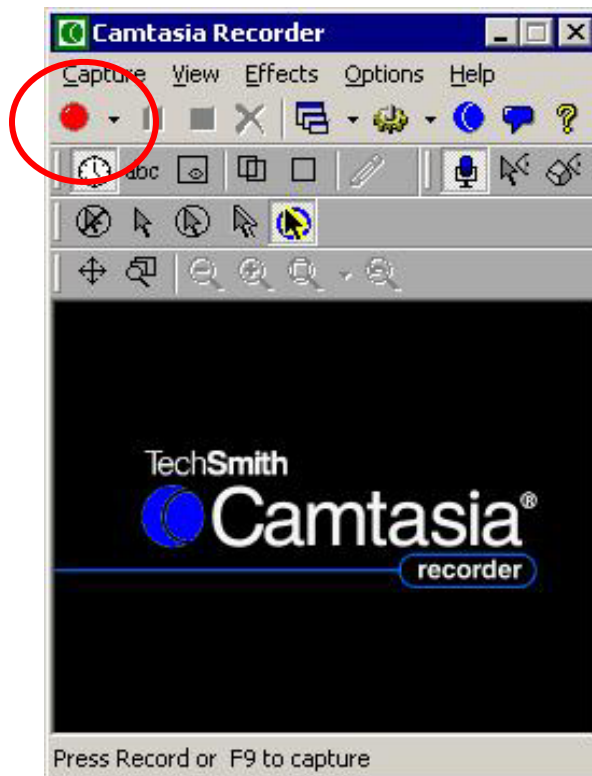 Camtasia Recorder
Capture View Effects Options Help
abc
TechSmith
Camtasia®
recorder
Press Record or F9 to capture